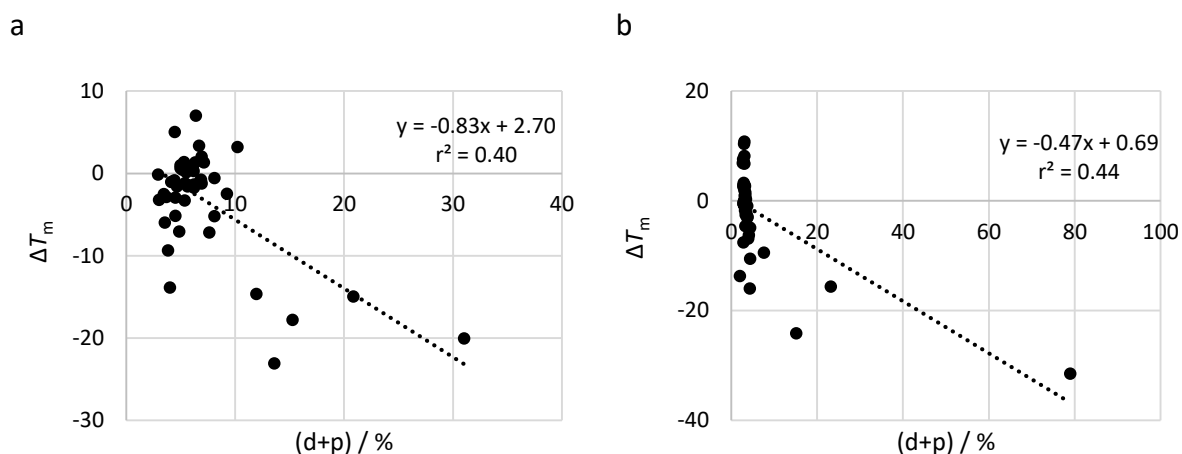 a
10
0
-10
-20
-30
0
10
20
30
40
ΔTm
(d+p) / %
y = -0.83x + 2.70
r² = 0.40
b
20
0
-20
-40
0
20
40
60
80
100
ΔTm
(d+p) / %
y = -0.47x + 0.69
r² = 0.44